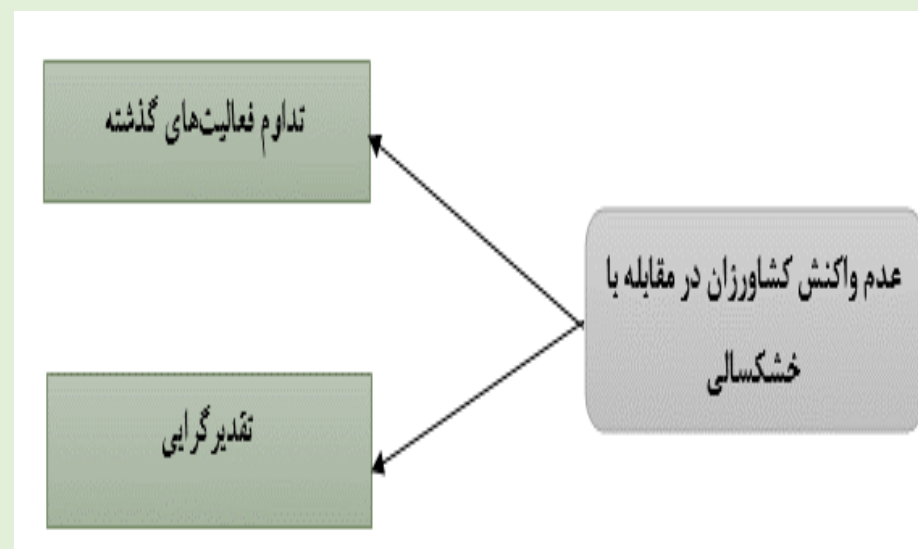 عدم واکنش کشاورزان در مقابله با
خشکسالی
تداوم فعالیت‌های گذشته
تقدیرگرایی